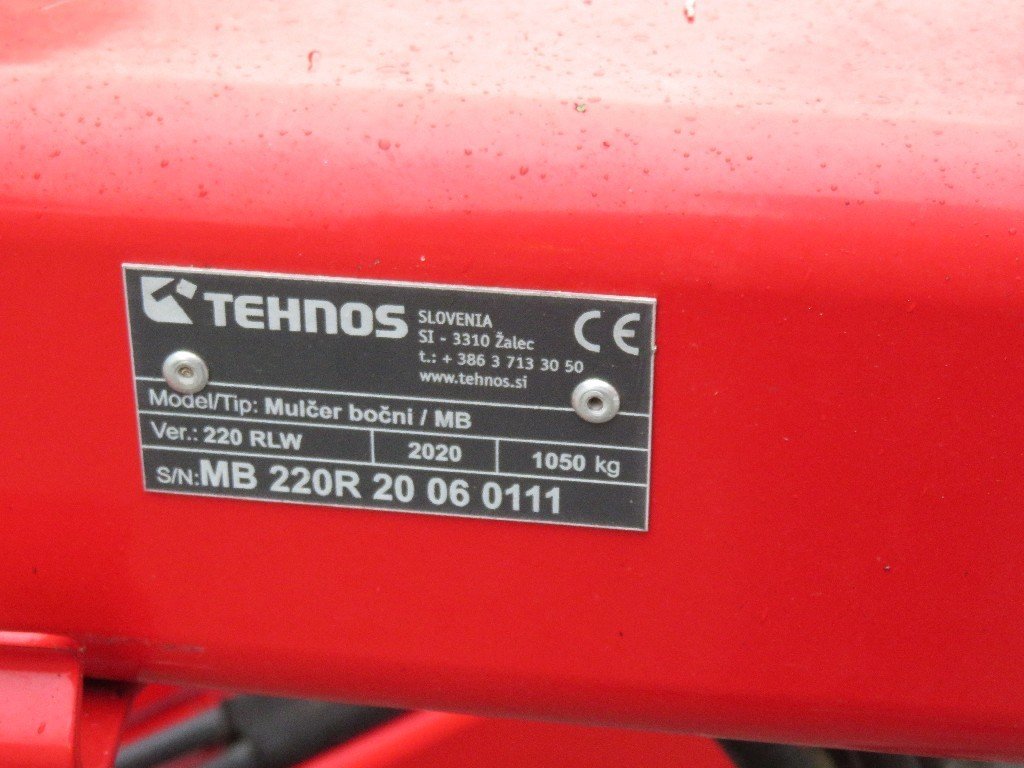 TEHNOS
SLOVENIA
SI - 3310 Žalec
t.: + 386 3 713 30 50
www.tehnos.si
CE
Model/Tip: Mulčer bočni / MB
Ver.: 220 RLW 2020 1050 kg
S/N: MB 220R 20 06 0111